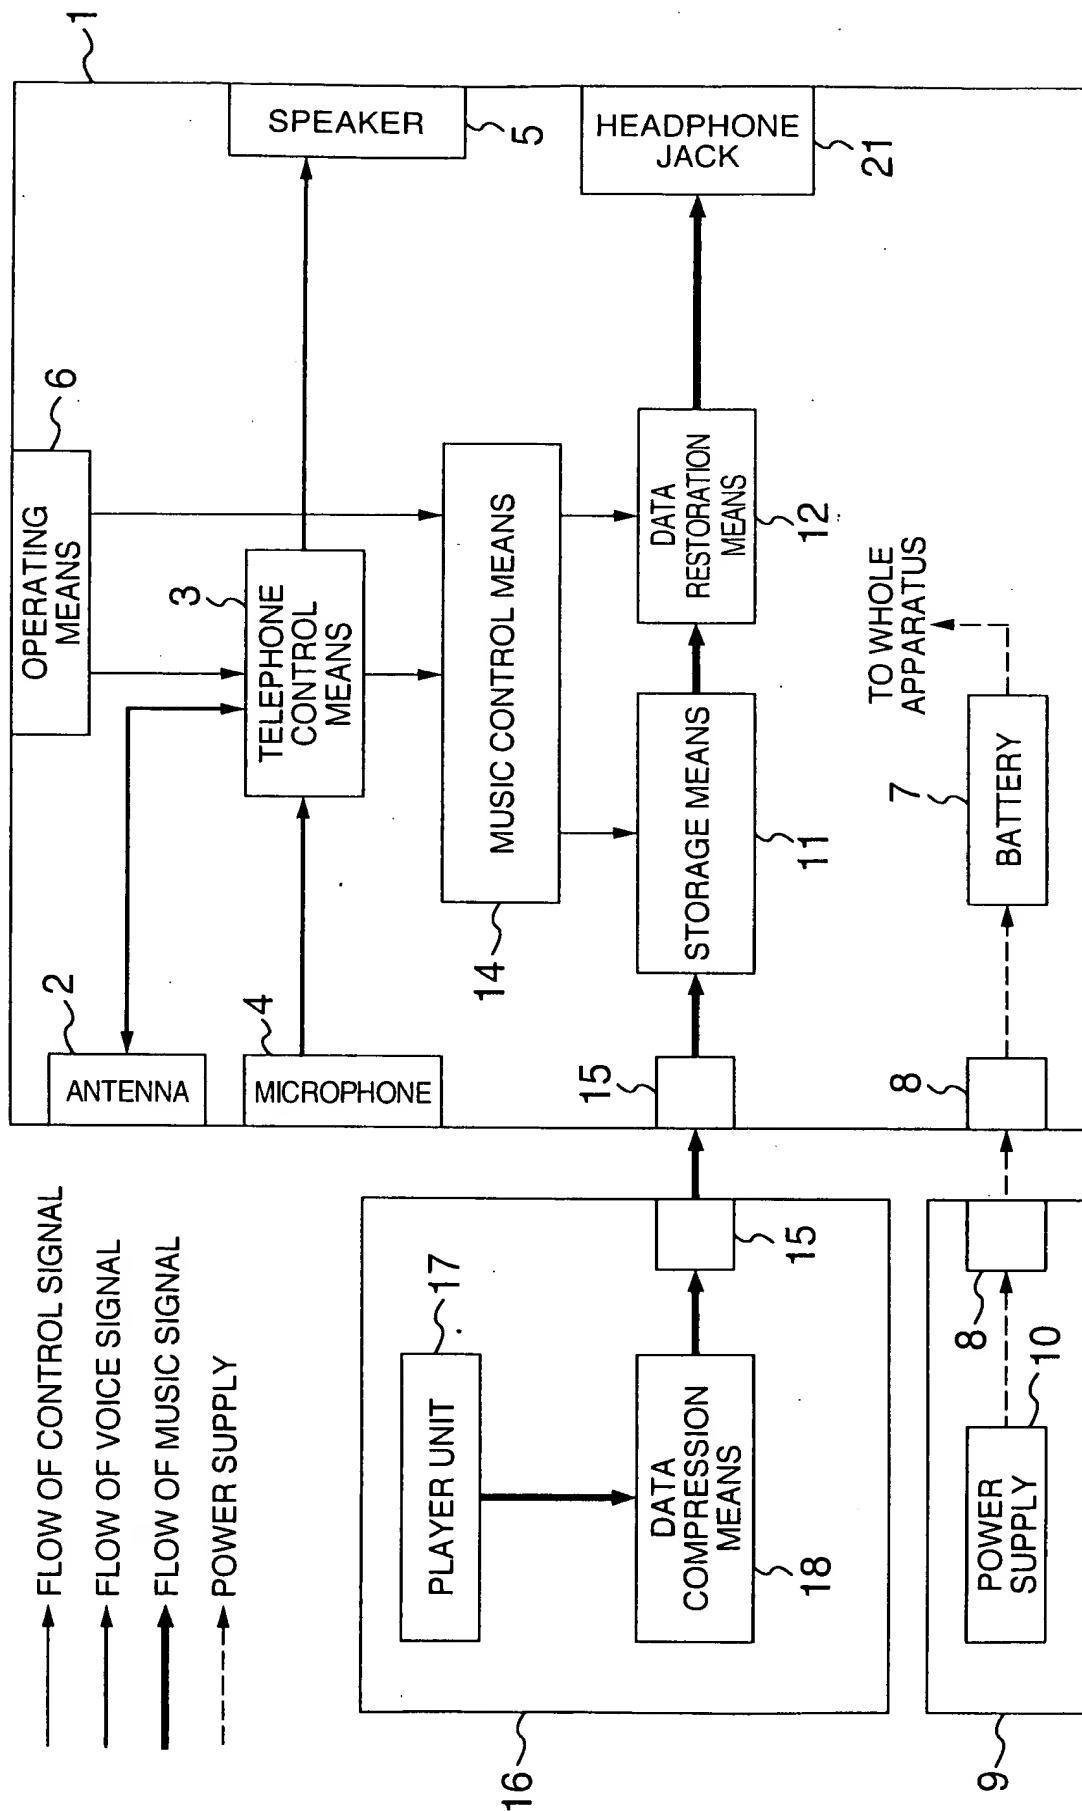 FLOW OF CONTROL SIGNAL
FLOW OF VOICE SIGNAL
FLOW OF MUSIC SIGNAL
POWER SUPPLY
1
OPERATING
MEANS
6
ANTENNA
2
MICROPHONE
4
TELEPHONE
CONTROL
MEANS
3
SPEAKER
5
MUSIC CONTROL MEANS
14
HEADPHONE
JACK
21
15
STORAGE MEANS
11
DATA
RESTORATION
MEANS
12
TO WHOLE
APPARATUS
8
BATTERY
7
PLAYER UNIT
17
DATA
COMPRESSION
MEANS
18
15
16
POWER
SUPPLY
10
8
9